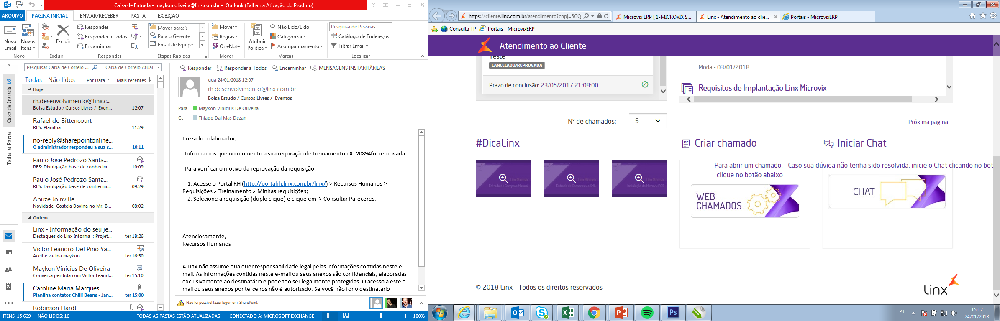 Caixa de Entrada - maykon.oliveira@linx.com.br - Outlook (Falha na Ativação do Produto)
ARQUIVO PÁGINA INICIAL ENVIAR/RECEBER PASTA EXIBIÇÃO
Novo Email
Novos Itens
Novo
Excluir
Excluir
Responder
Responder a Todos
Encaminhar
Responder
Mover para: ?
Para o Gerente
Email de Equipe
Etapas Rápidas
Mover
Regras
OneNote
Mover
Atribuir Política
Não Lido/Lido
Categorizar
Acompanhamento
Marcas
Pesquisa de Pessoas
Catálogo de Endereços
Filtrar Email
Localizar
Caixa de Entrada 16
Todas as Pastas
Pesquisar Caixa de Correio ... Caixa de Correio Atual
Todas Não lidos Por Data Mais recentes
Hoje
rh.desenvolvimento@linx.c...
Bolsa Estudo / Cursos Livres / Even... 12:07
Rafael de Bittencourt
RES: Planilha 11:29
no-reply@sharepointonline...
O administrador respondeu a sua s... 10:11
Paulo José Pedrozo Santa...
RES: Divulgação base de conhecim... 10:09
Paulo José Pedrozo Santa...
RES: Divulgação base de conhecim... 09:29
Abuze Joinville
Novidade: Costela Bovina no Mr. B... 08:02
Ontem
Linx - Informação do seu je...
Destaques do Linx Informa :: Projet... ter 18:26
Victor Leandro Del Pino Ya...
Aceita: vacina maykon ter 16:50
Maykon Vinicius De Oliveira
Conversa perdida com Victor Leand... ter 15:10
Caroline Maria Marques
Planilha contatos Chilli Beans - Jan... ter 15:00
Robinson Hardt
Responder Responder a Todos Encaminhar MENSAGENS INSTANTÂNEAS
qua 24/01/2018 12:07
rh.desenvolvimento@linx.com.br
Bolsa Estudo / Cursos Livres / Eventos
Para Maykon Vinicius De Oliveira
Cc Thiago Dal Mas Dezan
Prezado colaborador,
Informamos que no momento a sua requisição de treinamento nº 20894foi reprovada.
Para verificar o motivo da reprovação da requisição:
1. Acesse o Portal RH (http://portalrh.linx.com.br/linx/) > Recursos Humanos >
Requisições > Treinamento > Minhas requisições;
2. Selecione a requisição (duplo clique) e clique em > Consultar Pareceres.
Atenciosamente,
Recursos Humanos
A Linx não assume qualquer responsabilidade legal pelas informações contidas neste e-
mail. As informações contidas neste e-mail ou seus anexos são confidenciais, elaboradas
exclusivamente ao destinatário e podendo ser legalmente protegidas. O acesso a este e-
mail ou seus anexos por terceiros não é autorizado. Se você não for o destinatário
Não foi possível fazer logon em: SharePoint.
ITENS: 15.629 NÃO LIDOS: 16 TODAS AS PASTAS ESTÃO ATUALIZADAS. CONECTADO A: MICROSOFT EXCHANGE 100%
https://cliente.linx.com.br/atendimento?cnpj=5GQ
Microvix ERP [ 1-MICROVIX S...
Linx - Atendimento ao clie...
Portais - MicrovixERP
Consulta TP Portais - MicrovixERP
Atendimento ao Cliente
Teste
CANCELADO/REPROVADA
Prazo de conclusão: 23/05/2017 21:08:00
Moda - 03/01/2018
Requisitos de Implantação Linx Microvix
Nº de chamados: 5
Próxima página
#DicaLinx
Linx Microvix
Entrada de Compras Manual
Linx Microvix
Entrada de Compras via XML
Linx Microvix
Instalação do Microvix POS
Criar chamado
Para abrir um chamado,
clique no botão abaixo
WEB
CHAMADOS
Iniciar Chat
Caso sua dúvida não tenha sido resolvida, inicie o Chat clicando no bot
CHAT
© 2018 Linx - Todos os direitos reservados
Linx
PT
15:12
24/01/2018